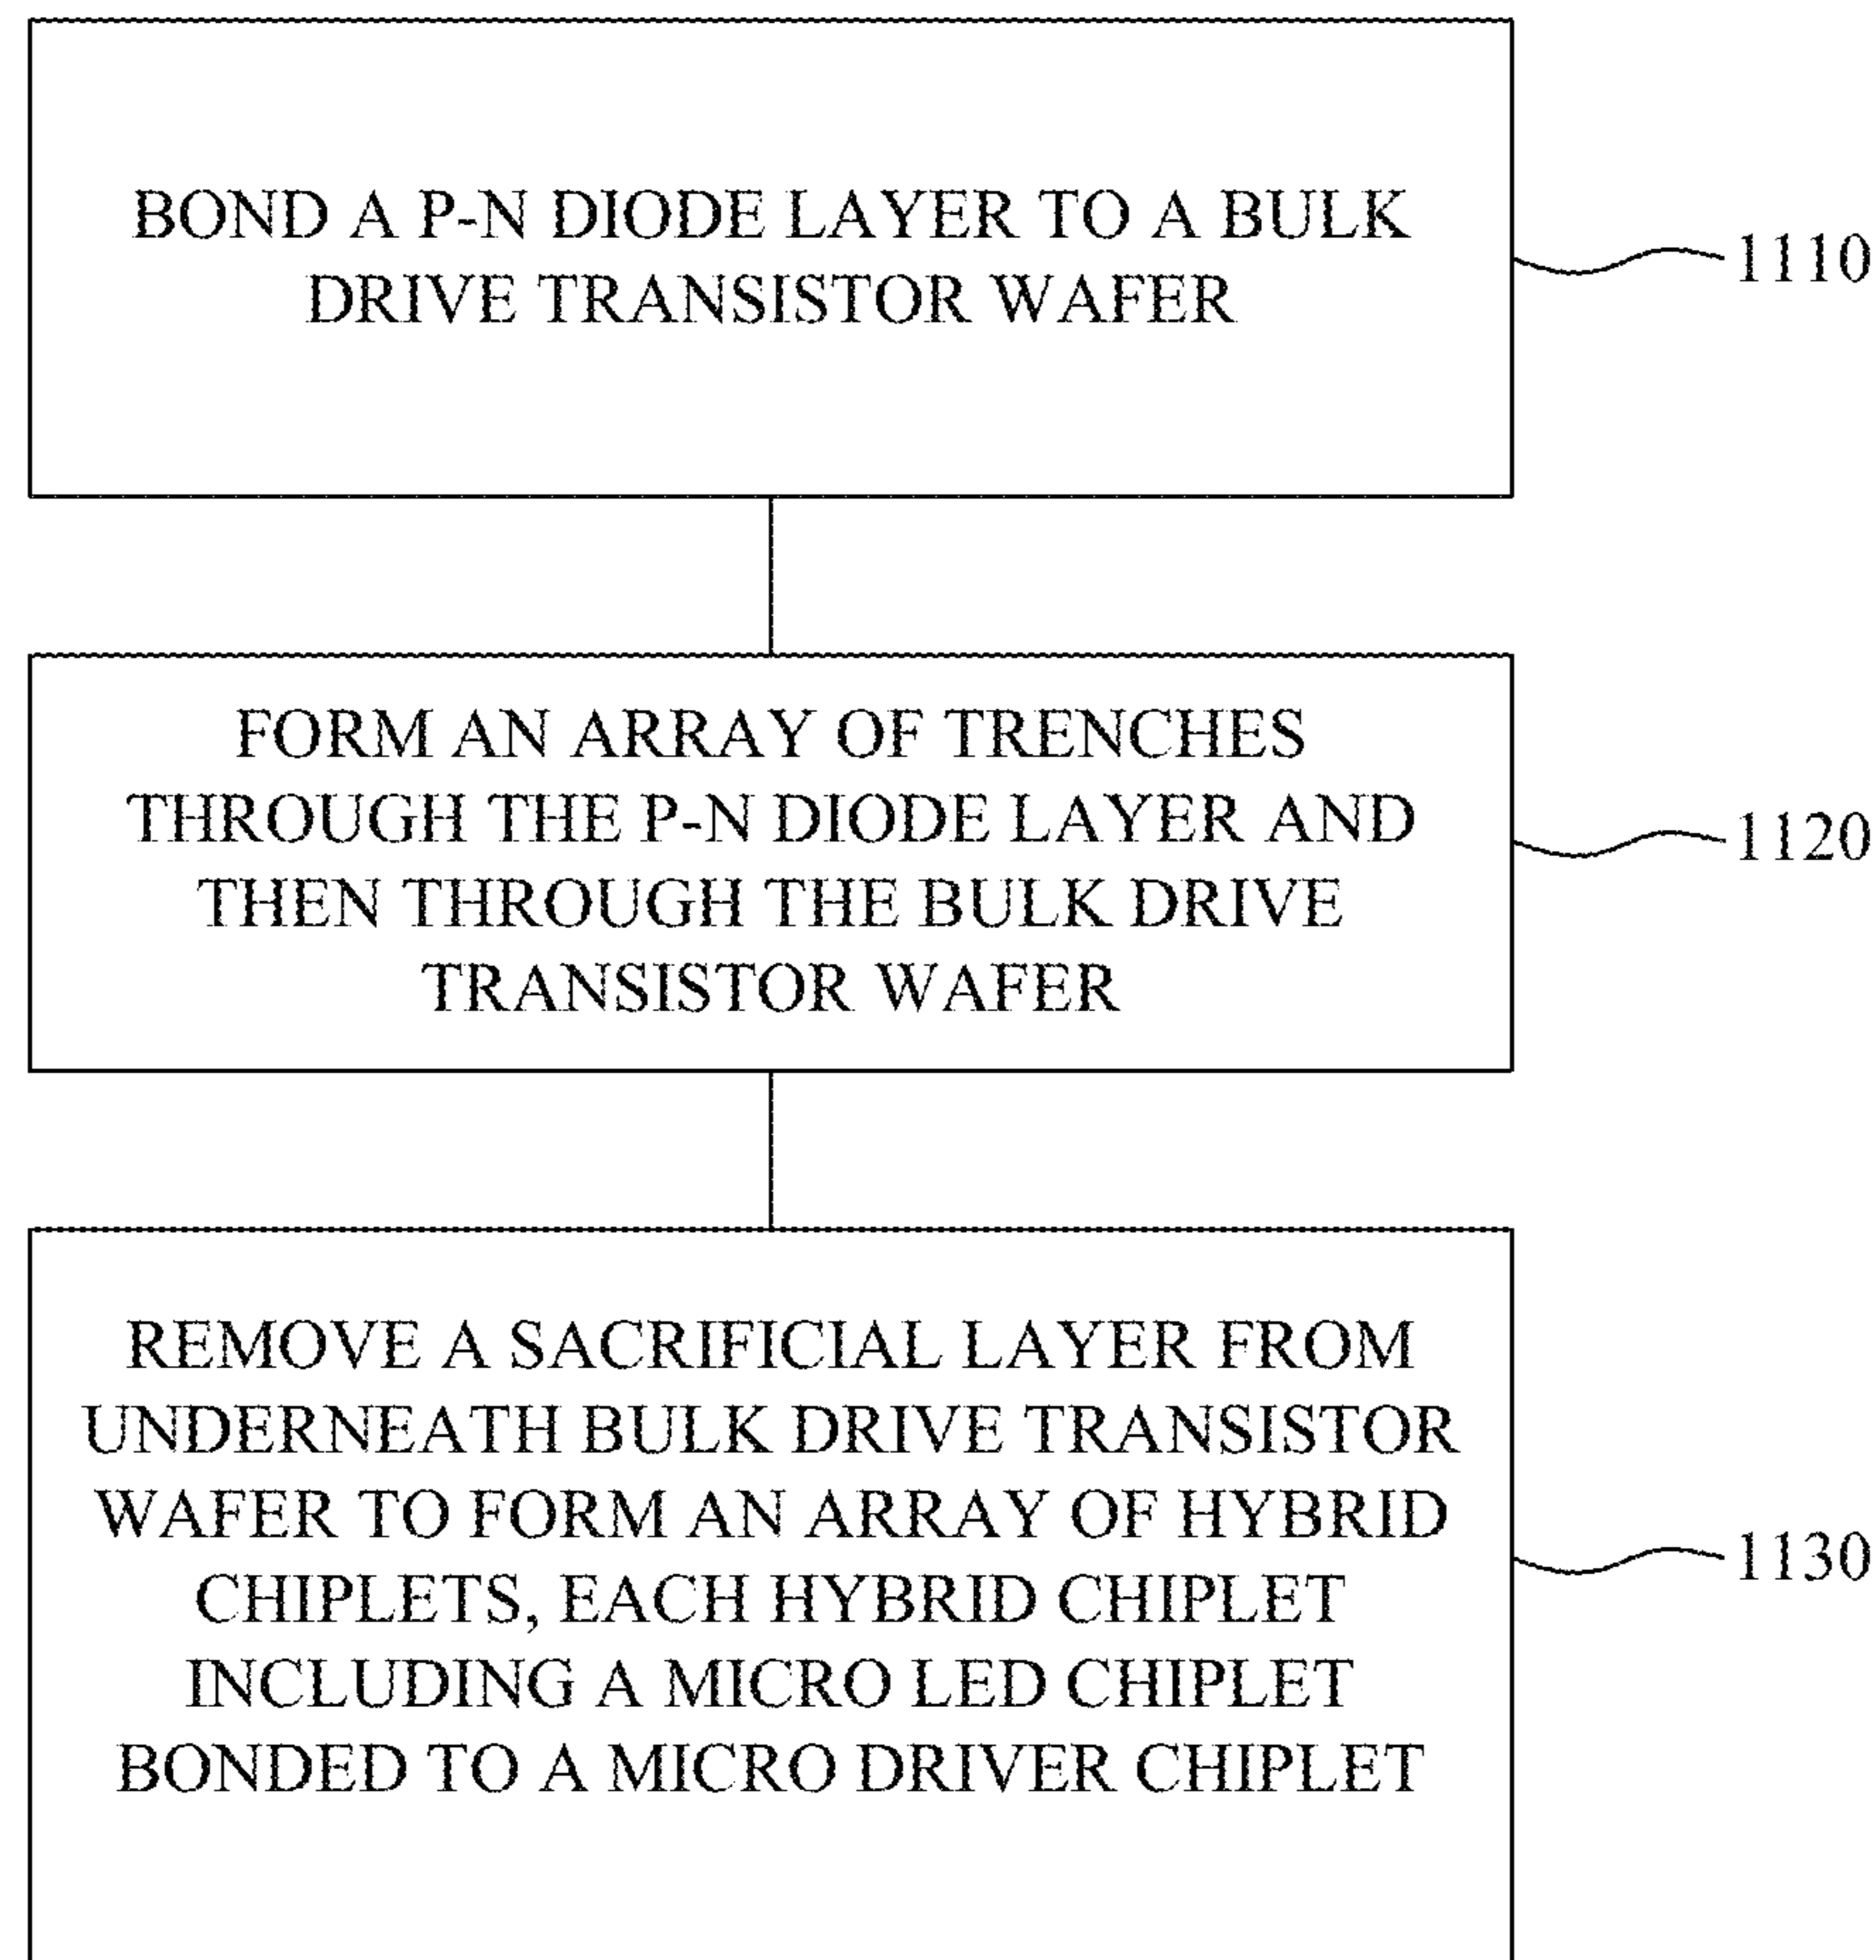 BOND A P-N DIODE LAYER TO A BULK
DRIVE TRANSISTOR WAFER
1110
FORM AN ARRAY OF TRENCHES
THROUGH THE P-N DIODE LAYER AND
THEN THROUGH THE BULK DRIVE
TRANSISTOR WAFER
1120
REMOVE A SACRIFICIAL LAYER FROM
UNDERNEATH BULK DRIVE TRANSISTOR
WAFER TO FORM AN ARRAY OF HYBRID
CHIPLETS, EACH HYBRID CHIPLET
INCLUDING A MICRO LED CHIPLET
BONDED TO A MICRO DRIVER CHIPLET
1130